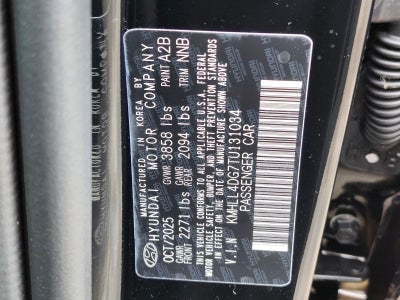 MANUFACTURED IN KOREA BY
HYUNDAI MOTOR COMPANY
OCT/2025 GVWR 3858 lbs PAINT A2B
GAWR FRONT 2271 lbs GAWR REAR 2094 lbs TRIM NNB
THIS VEHICLE CONFORMS TO ALL APPLICABLE U.S.A. FEDERAL
MOTOR VEHICLE SAFETY, BUMPER, AND THEFT PREVENTION STANDARDS
IN EFFECT ON THE DATE OF MANUFACTURE SHOWN ABOVE.
V.I.N KMHLL4DG7TU131034
PASSENGER CAR